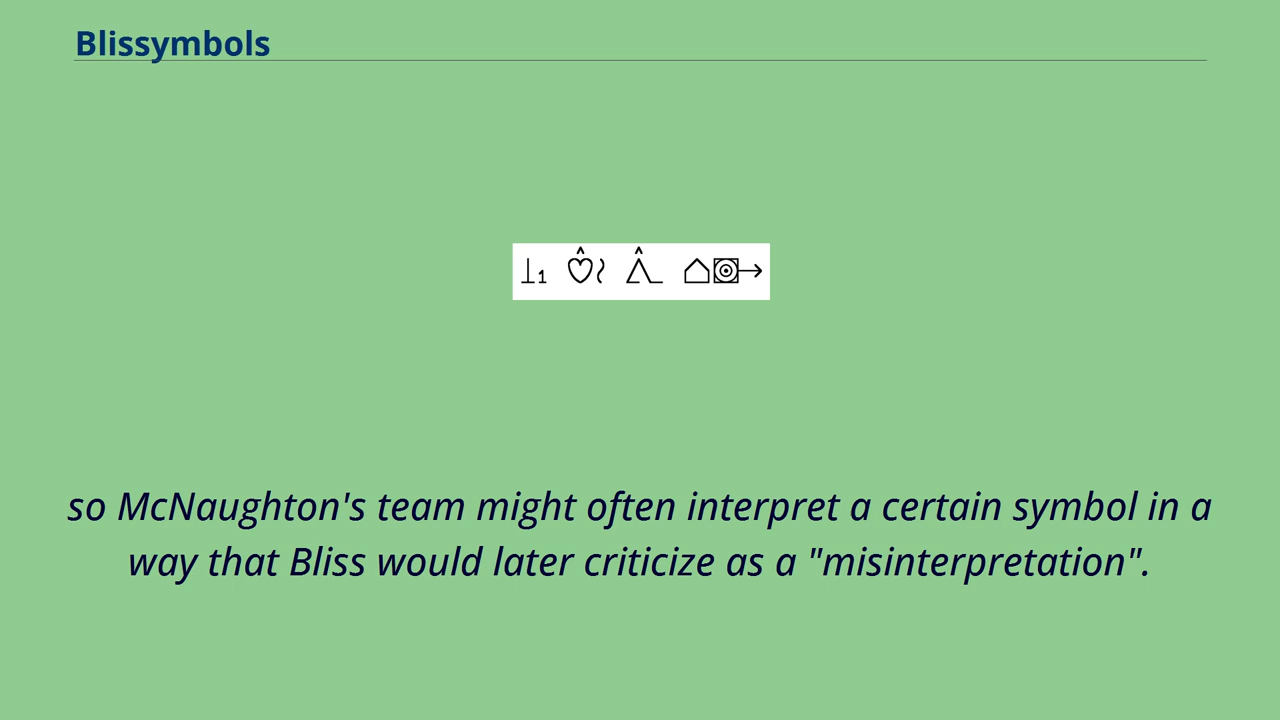 Blissymbols
so McNaughton's team might often interpret a certain symbol in a
way that Bliss would later criticize as a "misinterpretation".